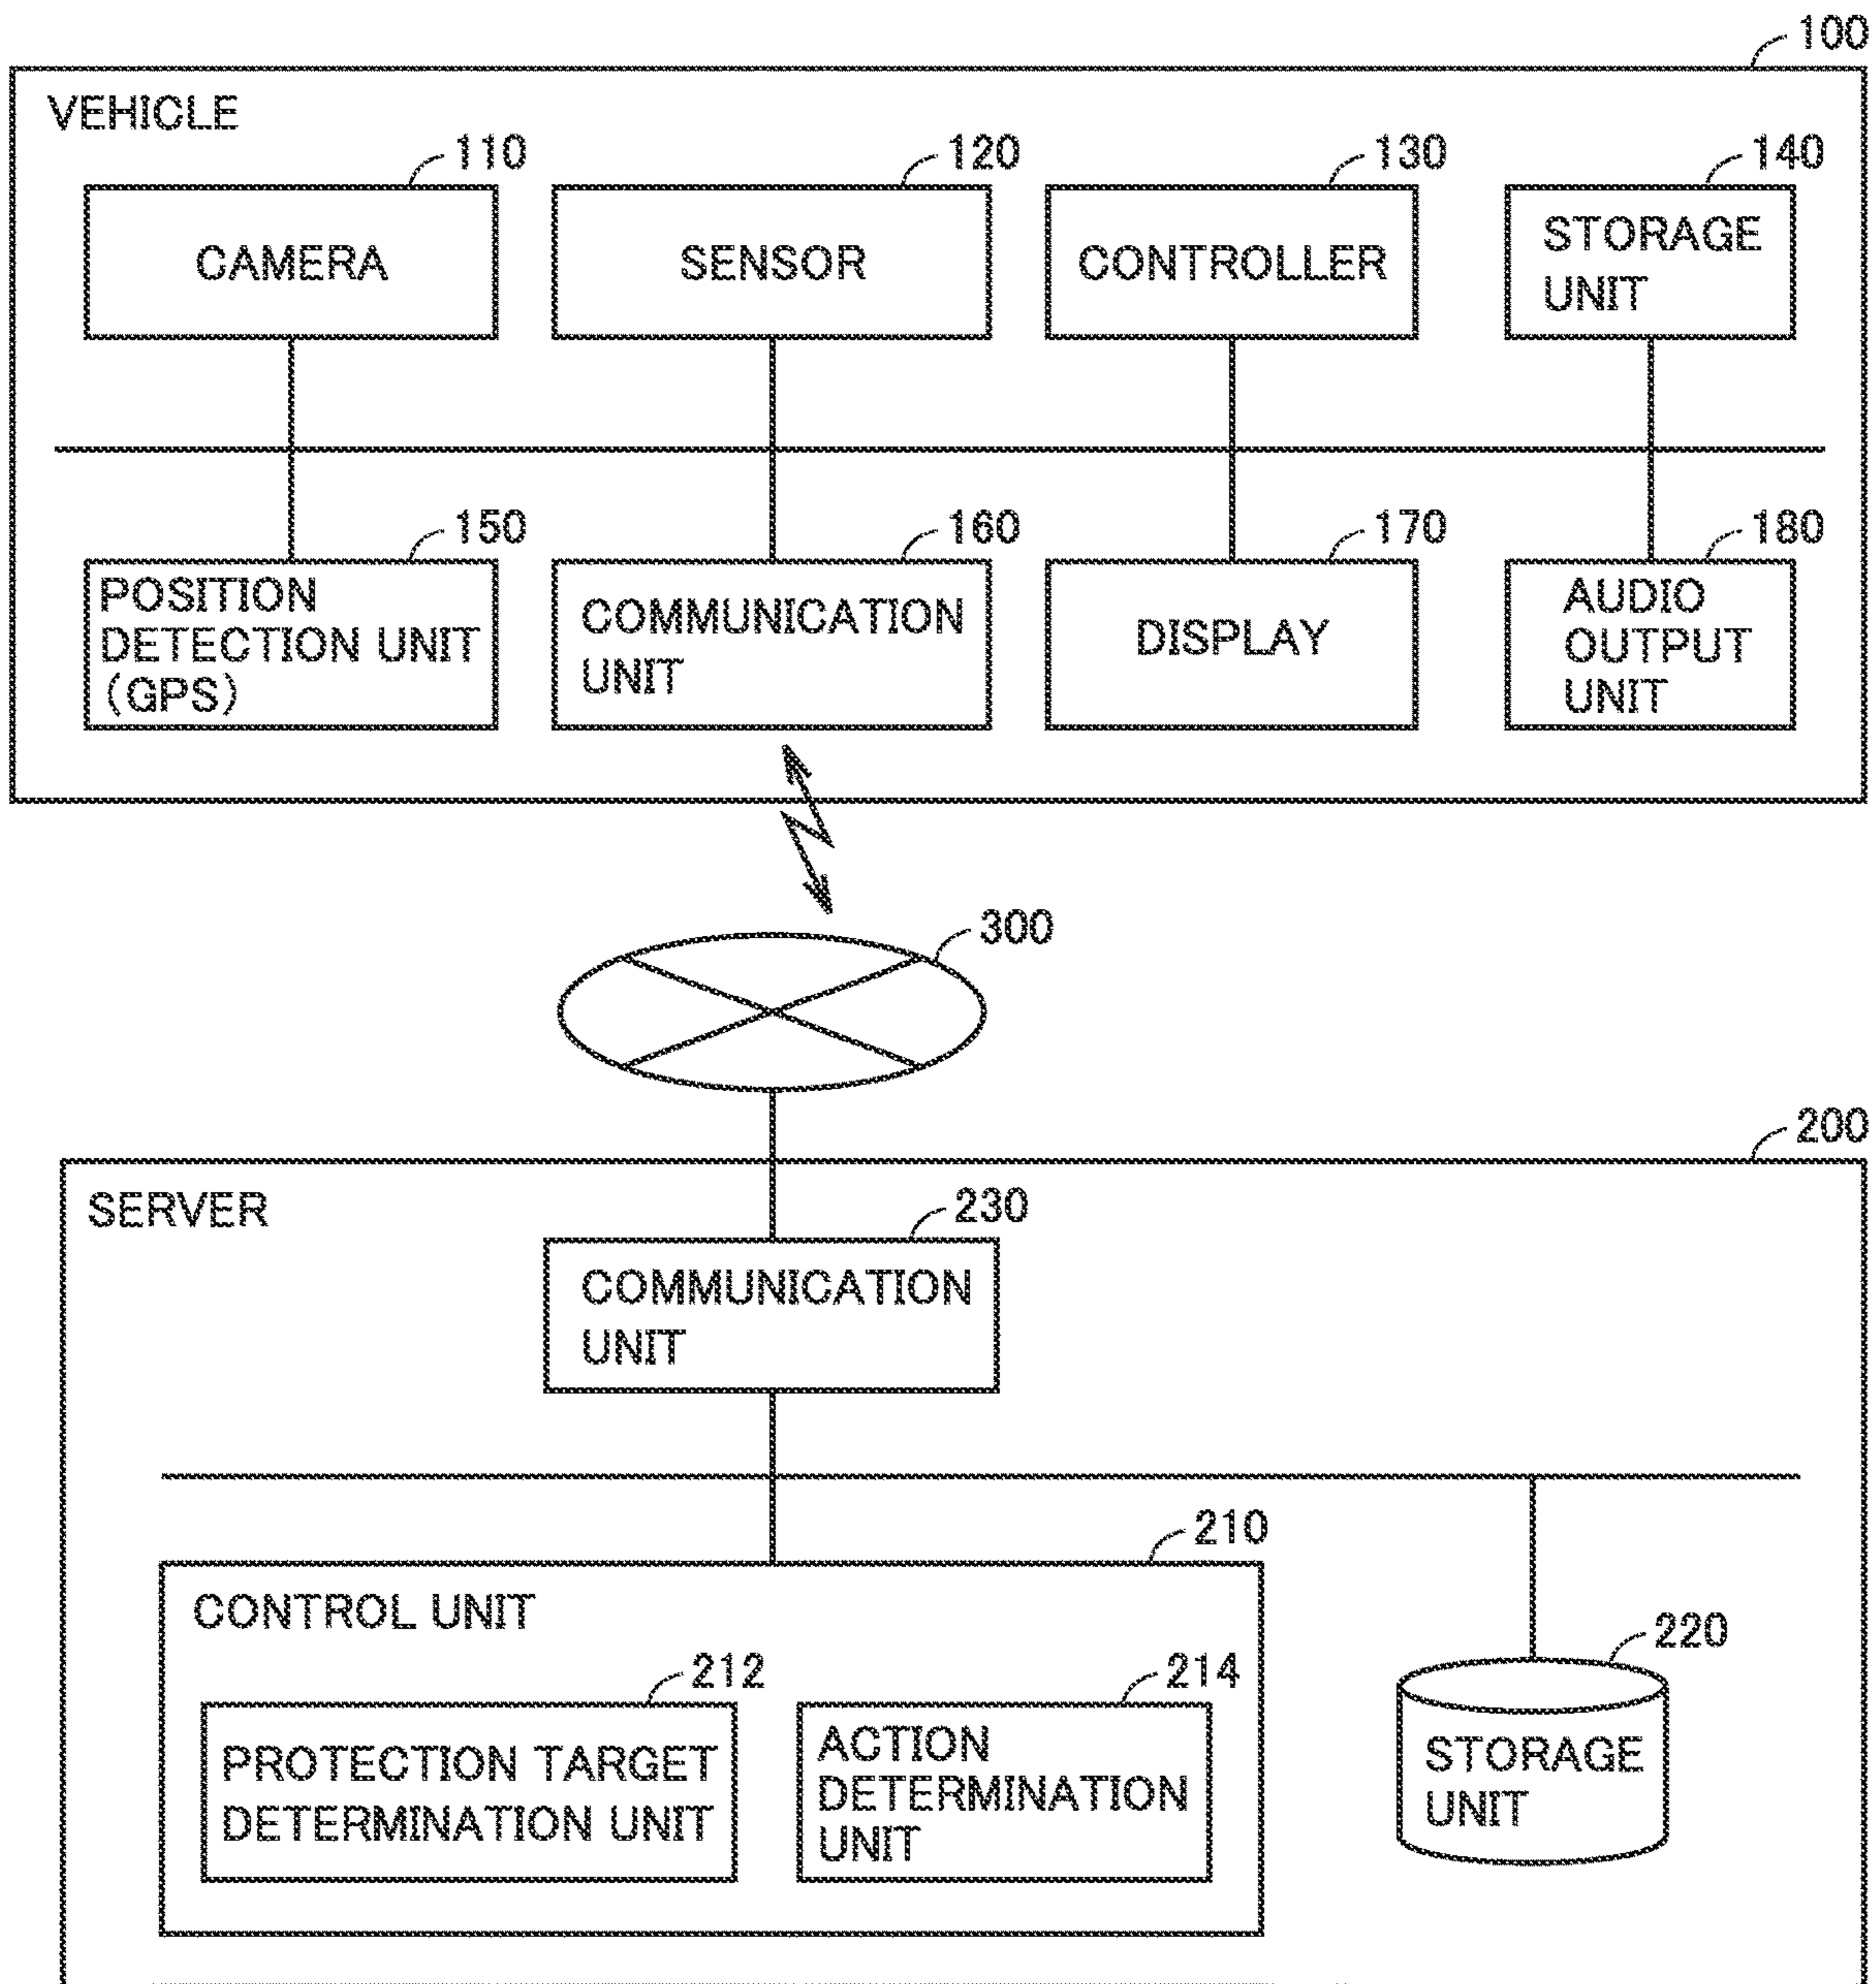 100
VEHICLE
110
120
130
140
CAMERA
SENSOR
CONTROLLER
STORAGE
UNIT
150
160
170
180
POSITION
DETECTION UNIT
(GPS)
COMMUNICATION
UNIT
DISPLAY
AUDIO
OUTPUT
UNIT
300
200
SERVER
230
COMMUNICATION
UNIT
210
CONTROL UNIT
212
214
220
PROTECTION TARGET
DETERMINATION UNIT
ACTION
DETERMINATION
UNIT
STORAGE
UNIT